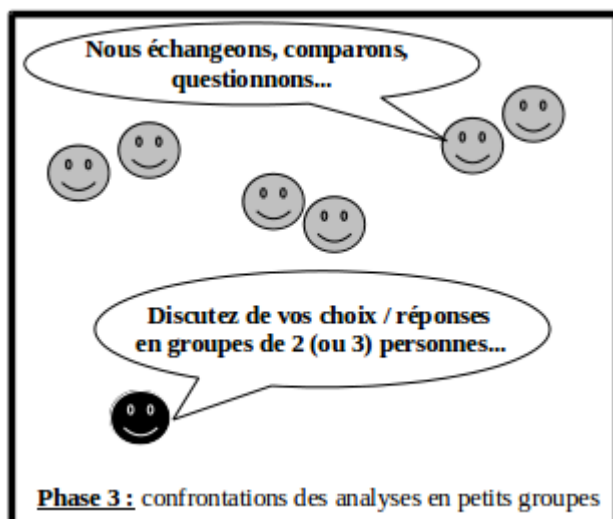 Nous échangeons, comparons,
questionnons...
Discutez de vos choix / réponses
en groupes de 2 (ou 3) personnes...
Phase 3 : confrontations des analyses en petits groupes